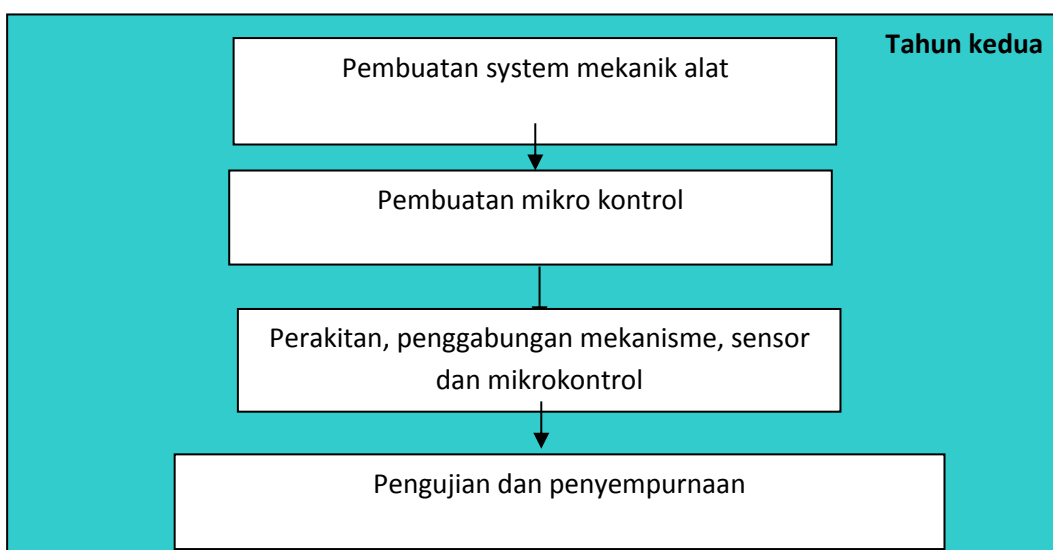 Tahun kedua
Pembuatan system mekanik alat
Pembuatan mikro kontrol
Perakitan, penggabungan mekanisme, sensor
dan mikrokontrol
Pengujian dan penyempurnaan